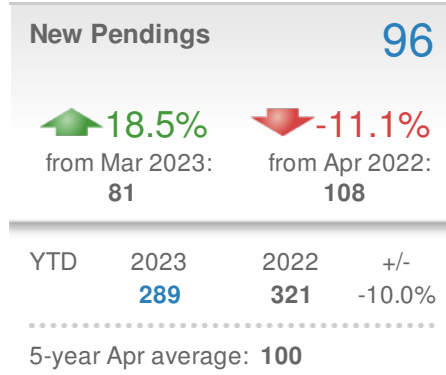 New Pendings 96
18.5% -11.1%
from Mar 2023: from Apr 2022:
81 108
YTD 2023 2022 +/-
289 321 -10.0%
5-year Apr average: 100